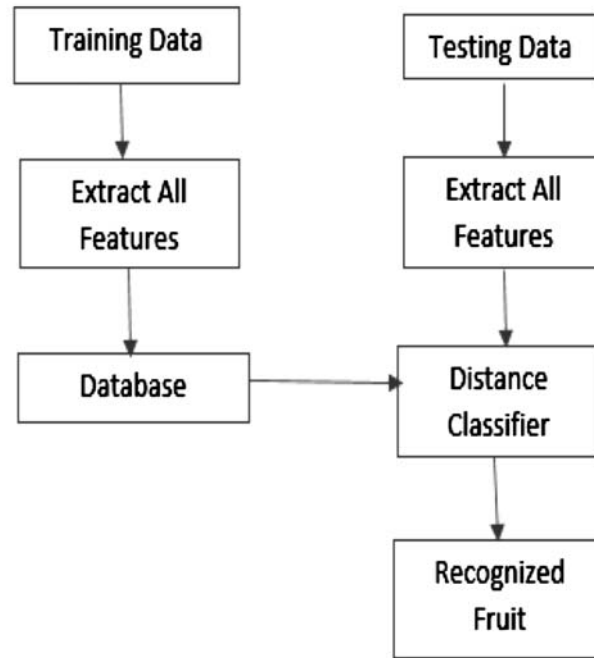 Training Data
Testing Data
Extract All
Features
Extract All
Features
Database
Distance
Classifier
Recognized
Fruit